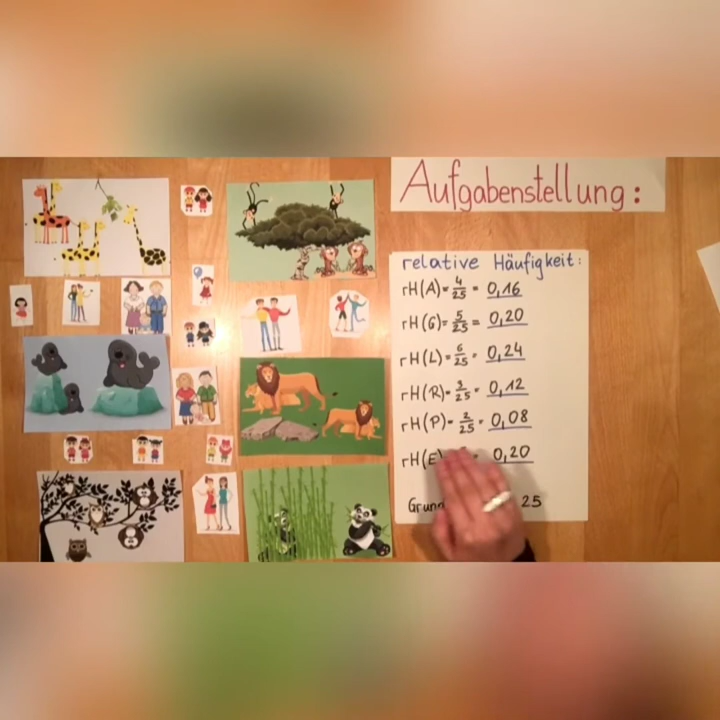 Aufgabenstellung:
relative Häufigkeit:
rH(A)= 4/25 = 0,16
rH(G)= 5/25 = 0,20
rH(L)= 6/25 = 0,24
rH(R)= 3/25 = 0,12
rH(P)= 2/25 = 0,08
rH(E) = 0,20
25